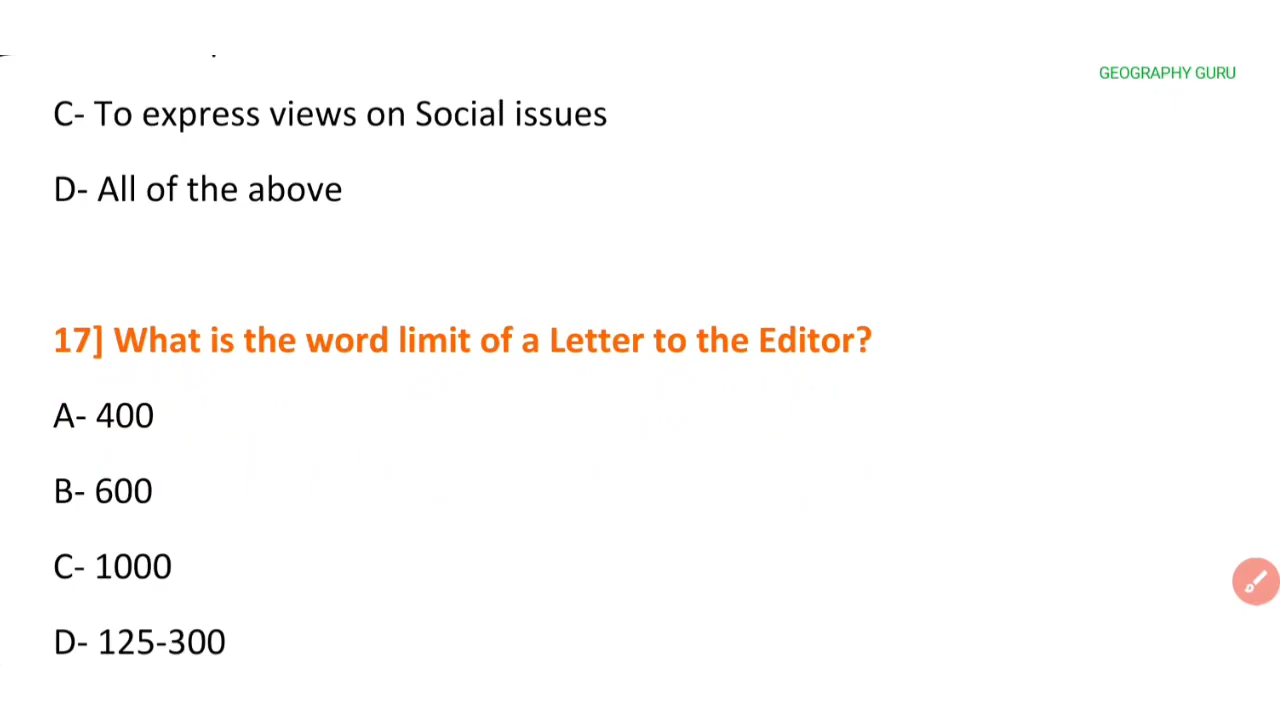 GEOGRAPHY GURU
C- To express views on Social issues
D- All of the above
17] What is the word limit of a Letter to the Editor?
A- 400
B- 600
C- 1000
D- 125-300